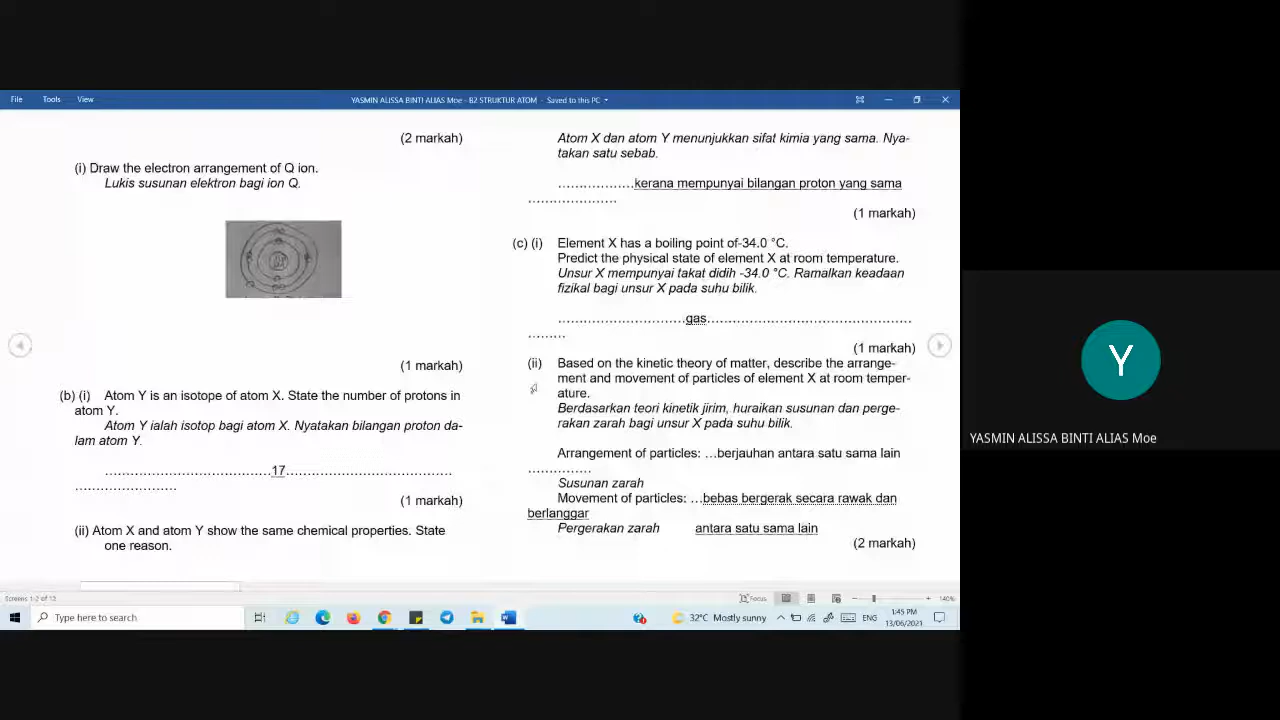 File Tools View YASMIN ALISSA BINTI ALIAS Moe - B2 STRUKTUR ATOM - Saved to this PC
(2 markah)
(i) Draw the electron arrangement of Q ion.
Lukis susunan elektron bagi ion Q.
(1 markah)
(b) (i) Atom Y is an isotope of atom X. State the number of protons in
atom Y.
Atom Y ialah isotop bagi atom X. Nyatakan bilangan proton da-
lam atom Y.
.....................................17.....................................
........................
(1 markah)
(ii) Atom X and atom Y show the same chemical properties. State
one reason.
Atom X dan atom Y menunjukkan sifat kimia yang sama. Nya-
takan satu sebab.
..................kerana mempunyai bilangan proton yang sama
.....................
(1 markah)
(c) (i) Element X has a boiling point of-34.0 °C.
Predict the physical state of element X at room temperature.
Unsur X mempunyai takat didih -34.0 °C. Ramalkan keadaan
fizikal bagi unsur X pada suhu bilik.
..............................gas................................................
.........
(1 markah)
(ii) Based on the kinetic theory of matter, describe the arrange-
ment and movement of particles of element X at room temper-
ature.
Berdasarkan teori kinetik jirim, huraikan susunan dan perge-
rakan zarah bagi unsur X pada suhu bilik.
Arrangement of particles: ...berjauhan antara satu sama lain
...............
Susunan zarah
Movement of particles: ...bebas bergerak secara rawak dan
berlanggar
Pergerakan zarah antara satu sama lain
(2 markah)
Screens 1-2 of 12 Focus 140%
Type here to search 32°C Mostly sunny ENG 1:45 PM
13/06/2021
Y
YASMIN ALISSA BINTI ALIAS Moe